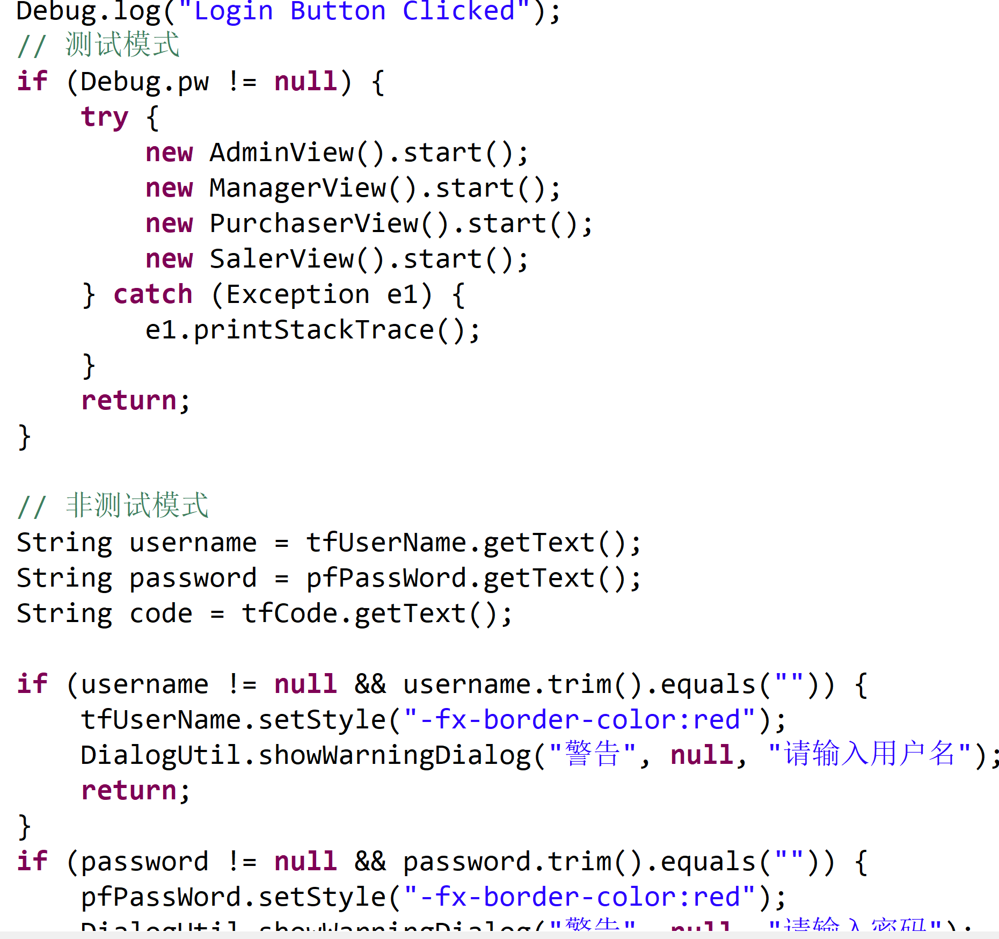 Debug.log("Login Button Clicked");
// 测试模式
if (Debug.pw != null) {
    try {
        new AdminView().start();
        new ManagerView().start();
        new PurchaserView().start();
        new SalerView().start();
    } catch (Exception e1) {
        e1.printStackTrace();
    }
    return;
}

// 非测试模式
String username = tfUserName.getText();
String password = pfPassWord.getText();
String code = tfCode.getText();

if (username != null && username.trim().equals("")) {
    tfUserName.setStyle("-fx-border-color:red");
    DialogUtil.showWarningDialog("警告", null, "请输入用户名");
    return;
}
if (password != null && password.trim().equals("")) {
    pfPassWord.setStyle("-fx-border-color:red");
    DialogUtil.showWarningDialog("警告", null, "请输入密码");